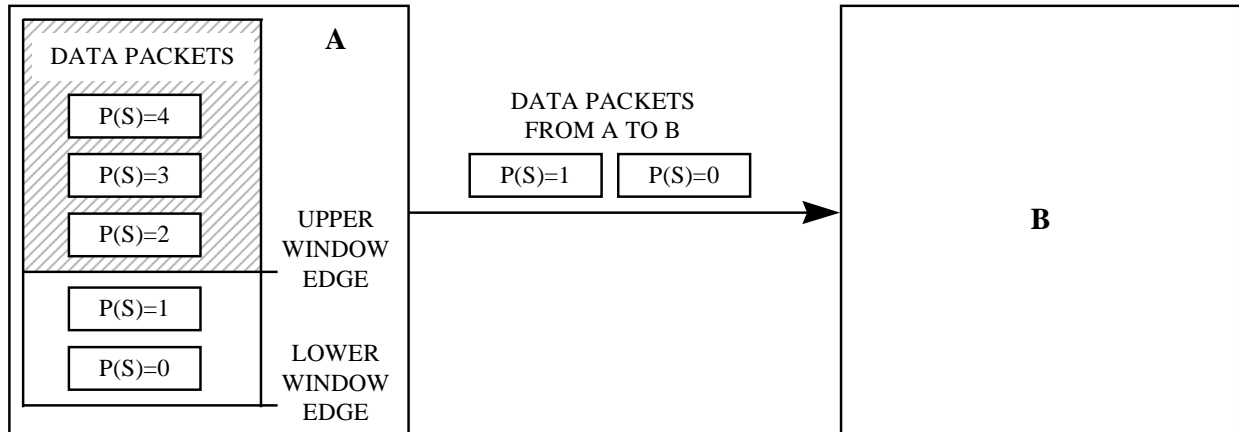 A
DATA PACKETS
P(S)=4
P(S)=3
P(S)=2
UPPER
WINDOW
EDGE
P(S)=1
P(S)=0
LOWER
WINDOW
EDGE
DATA PACKETS
FROM A TO B
P(S)=1 P(S)=0
B